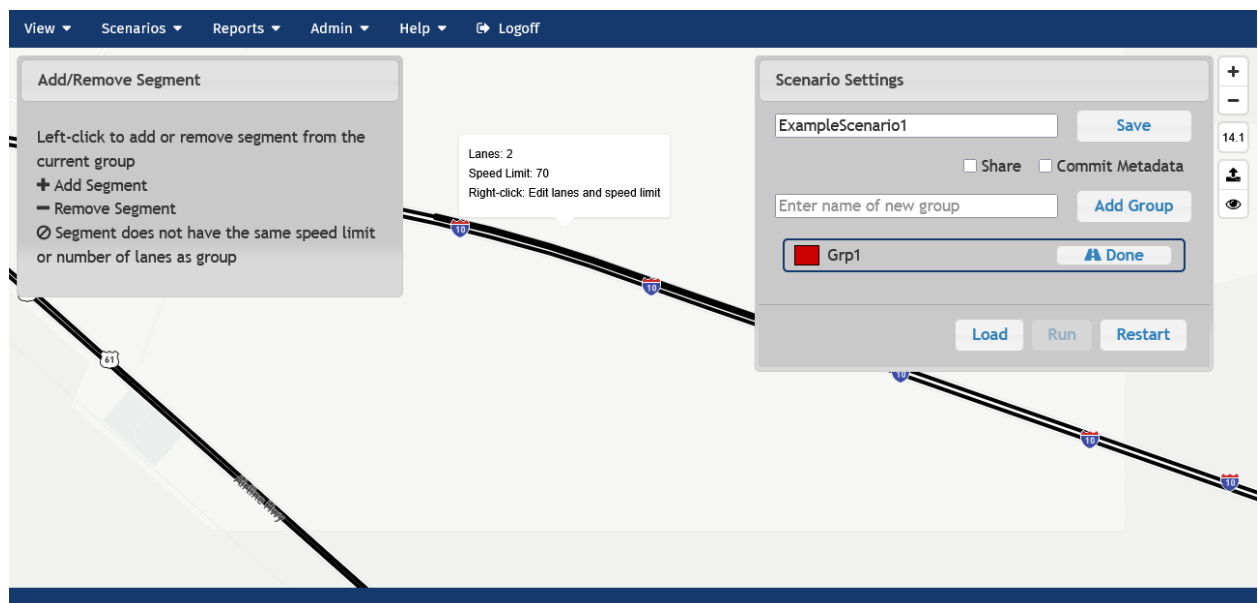 View Scenarios Reports Admin Help Logoff
Add/Remove Segment
Left-click to add or remove segment from the
current group
Add Segment
Remove Segment
Segment does not have the same speed limit
or number of lanes as group
Lanes: 2
Speed Limit: 70
Right-click: Edit lanes and speed limit
Scenario Settings
ExampleScenario1 Save
Share Commit Metadata
Enter name of new group Add Group
Grp1 Done
Load Run Restart
+
−
14.1
10
10
10
10
10
61
Airline Hwy